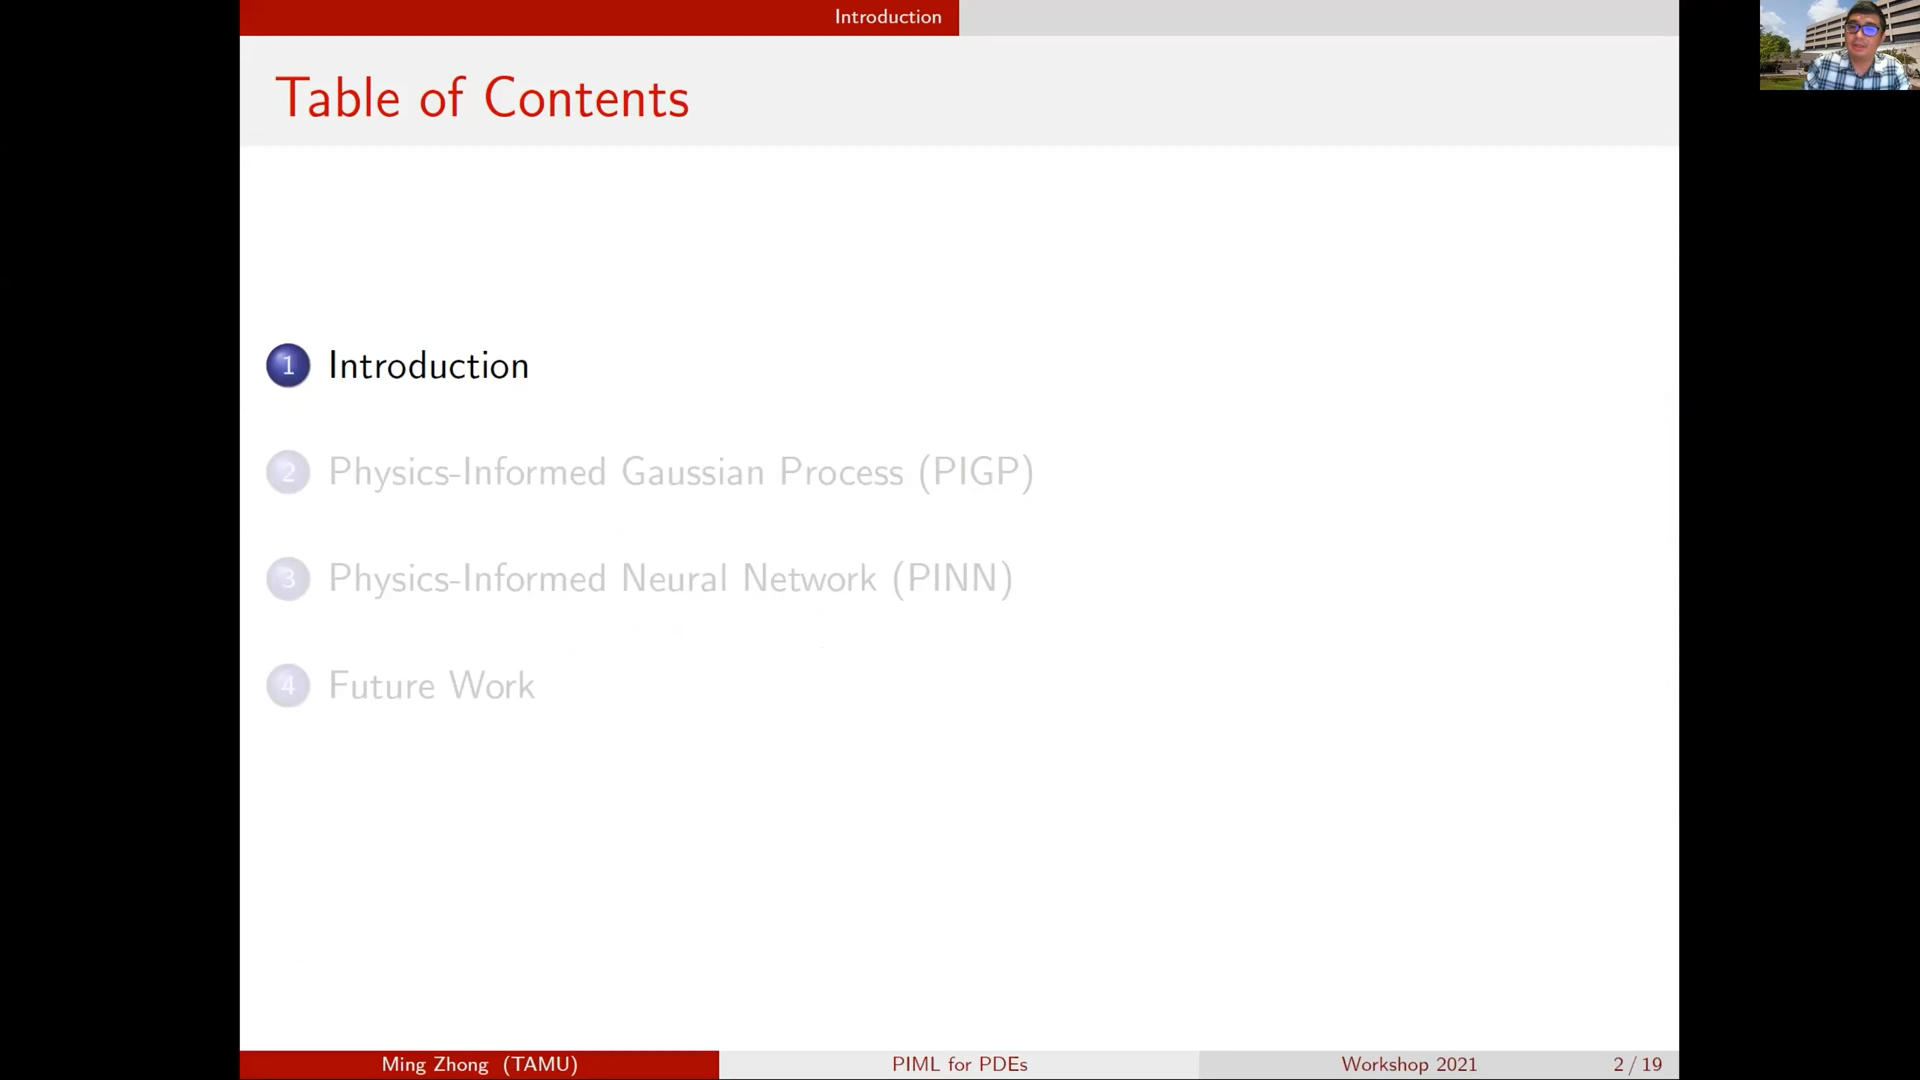 Introduction
Table of Contents
1 Introduction
2 Physics-Informed Gaussian Process (PIGP)
3 Physics-Informed Neural Network (PINN)
4 Future Work
Ming Zhong (TAMU) PIML for PDEs Workshop 2021 2 / 19